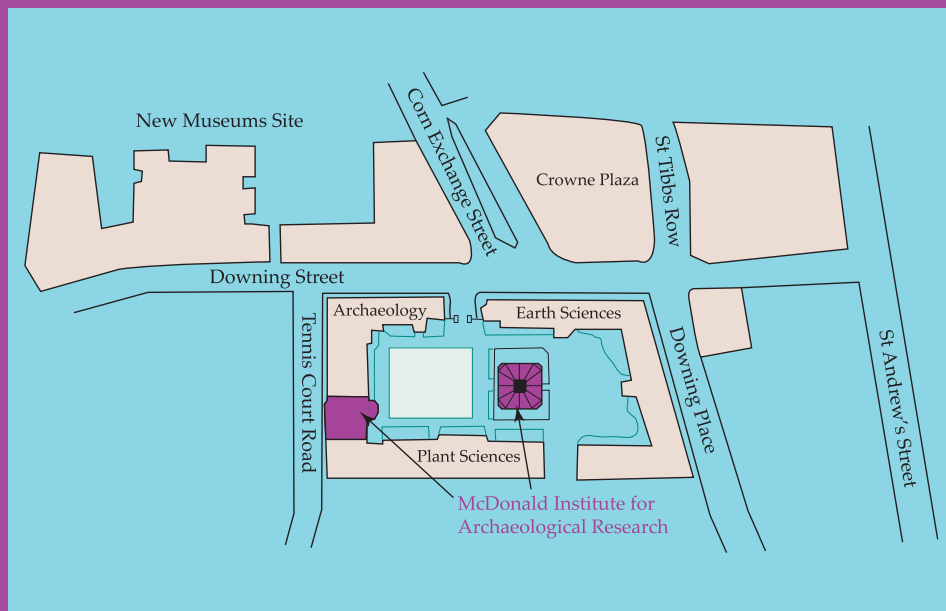 New Museums Site
Corn Exchange Street
Crowne Plaza
St Tibbs Row
Downing Street
Archaeology
Earth Sciences
Tennis Court Road
Downing Place
St Andrew's Street
Plant Sciences
McDonald Institute for
Archaeological Research